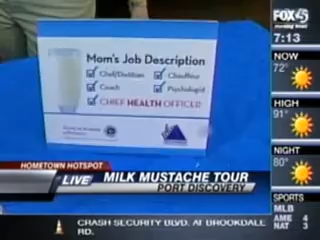 FOX 45
morning news
7:13
Mom's Job Description
Chef/Dietitian
Chauffeur
Coach
Psychologist
CHIEF HEALTH OFFICER
NOW
72°
HIGH
91°
NIGHT
80°
HOMETOWN HOTSPOT
LIVE
MILK MUSTACHE TOUR
PORT DISCOVERY
SPORTS
MLB
AME 4
NAT 3
CRASH SECURITY BLVD. AT BROOKDALE
RD.